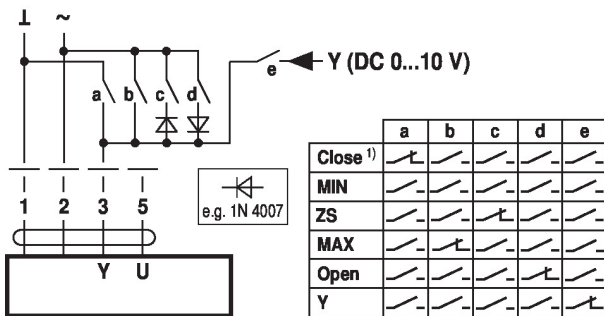 ⊥ ~
a b c d e Y (DC 0...10 V)
1 2 3 5
Y U
e.g. 1N 4007
a b c d e
Close 1)
MIN
ZS
MAX
Open
Y